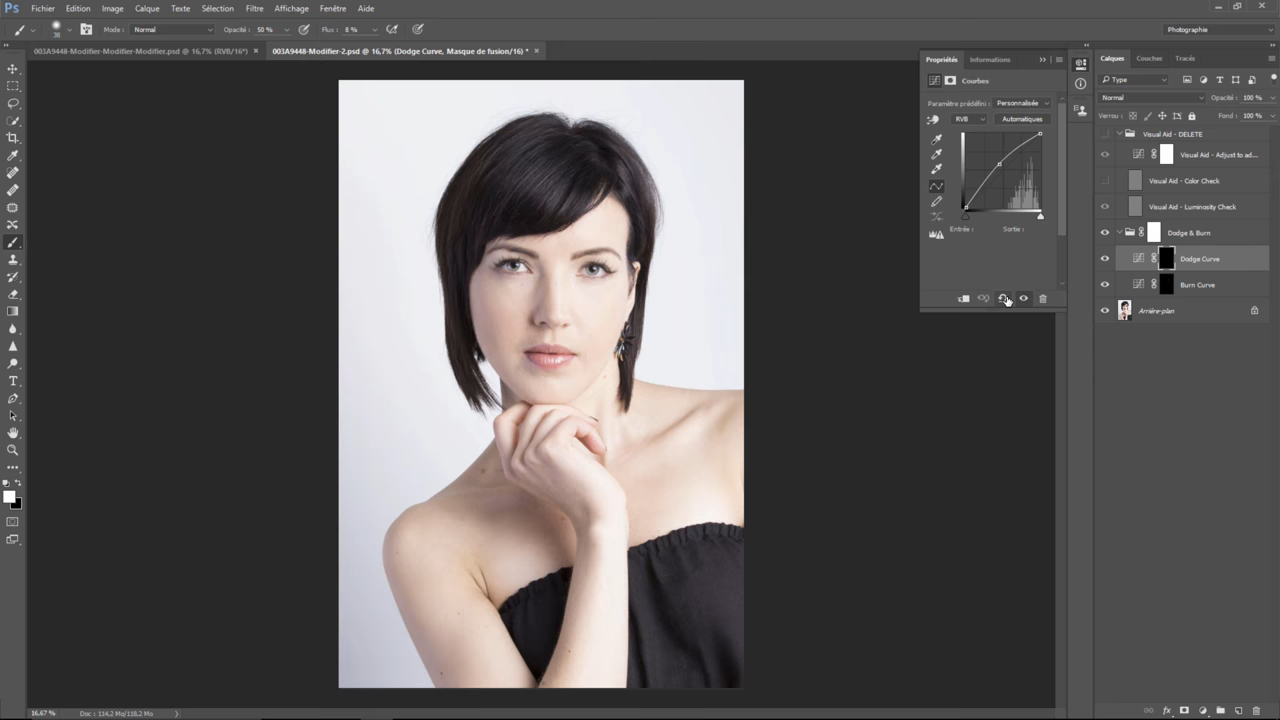 Ps Fichier Edition Image Calque Texte Sélection Filtre Affichage Fenêtre Aide
38 Mode : Normal Opacité : 50 % Flux : 8 % Photographie
003A9448-Modifier-Modifier-Modifier.psd @ 16,7% (RVB/16*) × 003A9448-Modifier-2.psd @ 16,7% (Dodge Curve, Masque de fusion/16) * ×
Propriétés Informations
Courbes
Paramètre prédéfini : Personnalisée
RVB Automatiques
Entrée : Sortie :
Calques Couches Tracés
Type
Normal Opacité : 100 %
Verrou : Fond : 100 %
Visual Aid - DELETE
Visual Aid - Adjust to ad...
Visual Aid - Color Check
Visual Aid - Luminosity Check
Dodge & Burn
Dodge Curve
Burn Curve
Arrière-plan
16,67 % Doc : 114,2 Mo/118,2 Mo